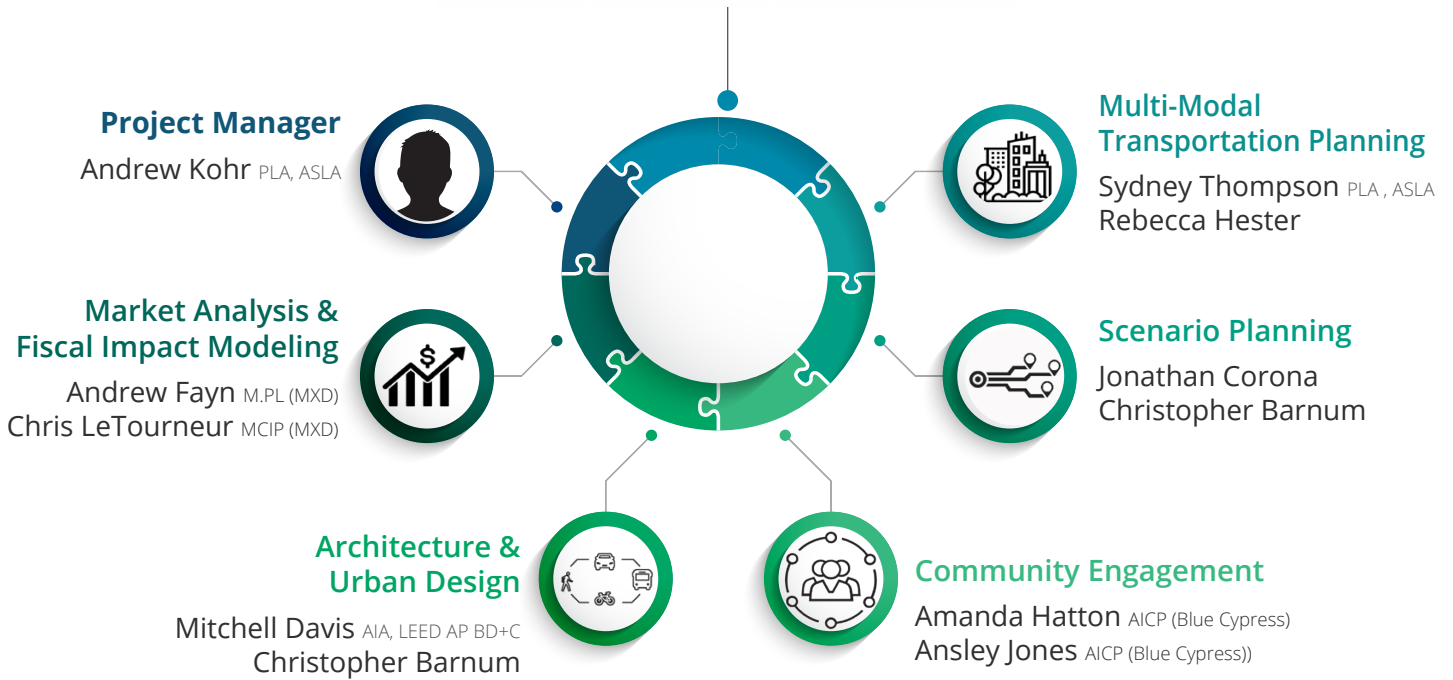 Project Manager
Andrew Kohr PLA, ASLA
Market Analysis &
Fiscal Impact Modeling
Andrew Fayn M.PL (MXD)
Chris LeTourneur MCIP (MXD)
Architecture &
Urban Design
Mitchell Davis AIA, LEED AP BD+C
Christopher Barnum
Multi-Modal
Transportation Planning
Sydney Thompson PLA , ASLA
Rebecca Hester
Scenario Planning
Jonathan Corona
Christopher Barnum
Community Engagement
Amanda Hatton AICP (Blue Cypress)
Ansley Jones AICP (Blue Cypress))
$